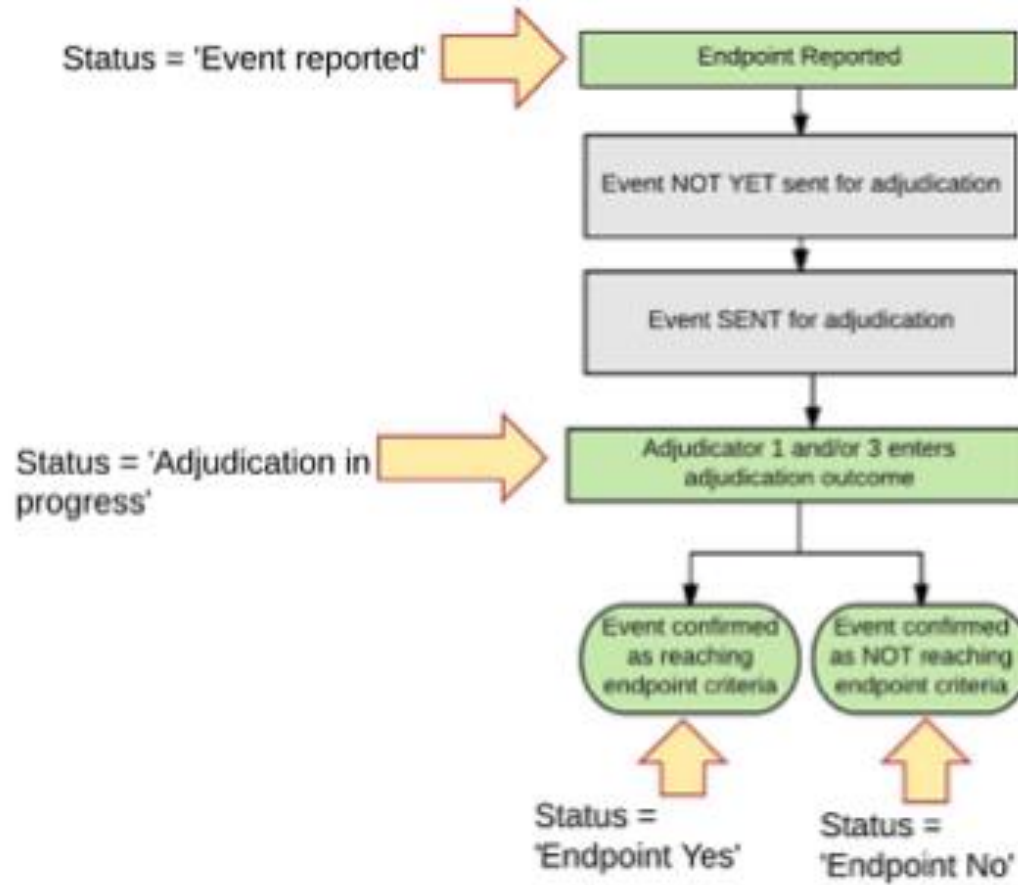 Status = 'Event reported'
Endpoint Reported
Event NOT YET sent for adjudication
Event SENT for adjudication
Status = 'Adjudication in
progress'
Adjudicator 1 and/or 3 enters
adjudication outcome
Event confirmed
as reaching
endpoint criteria
Event confirmed
as NOT reaching
endpoint criteria
Status =
'Endpoint Yes'
Status =
'Endpoint No'